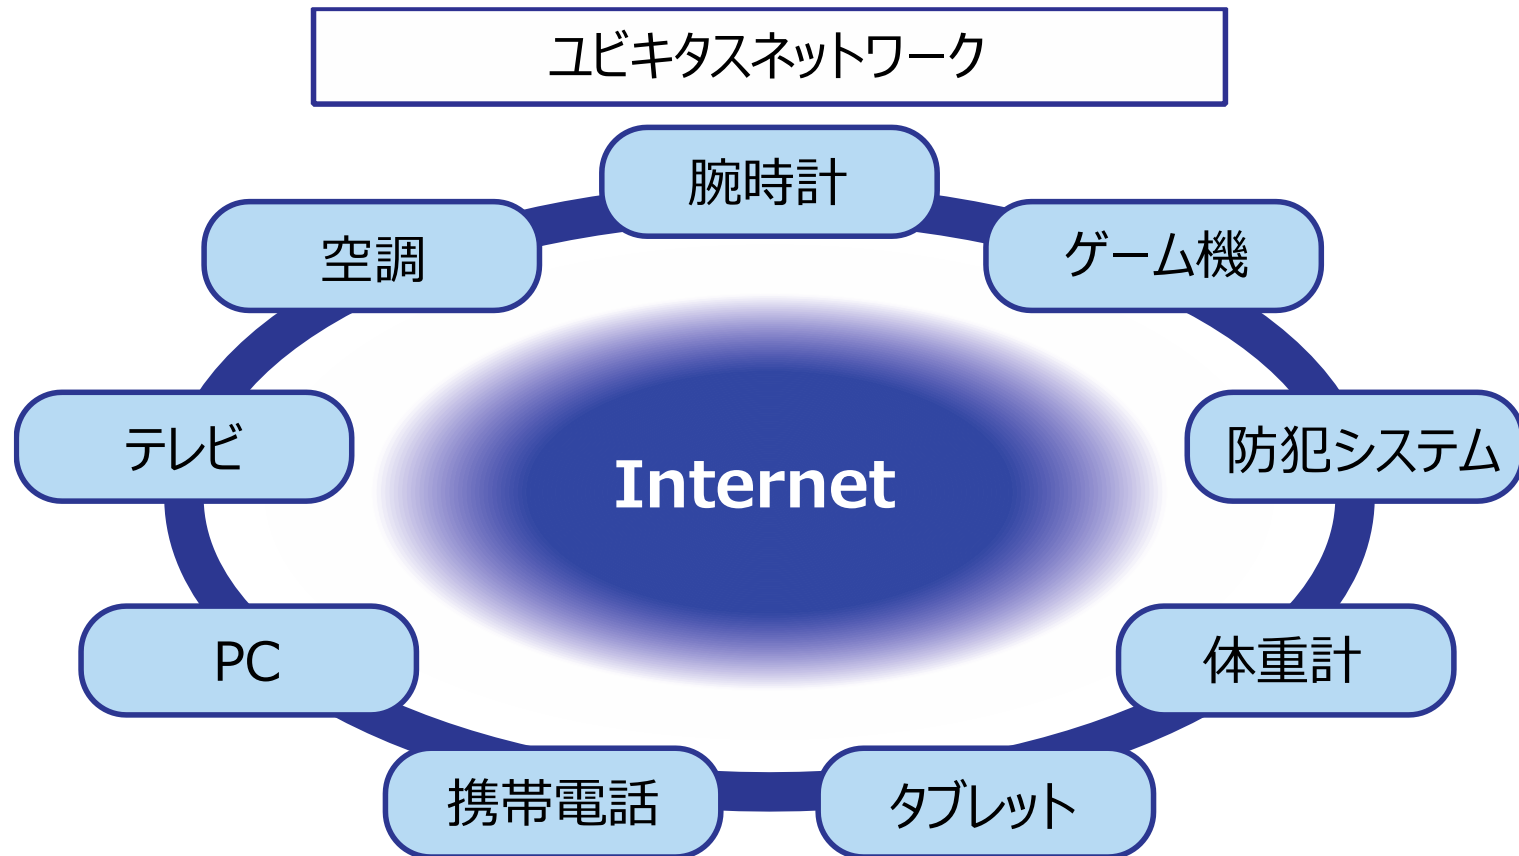 ユビキタスネットワーク
腕時計
空調
ゲーム機
テレビ
防犯システム
Internet
PC
体重計
携帯電話
タブレット